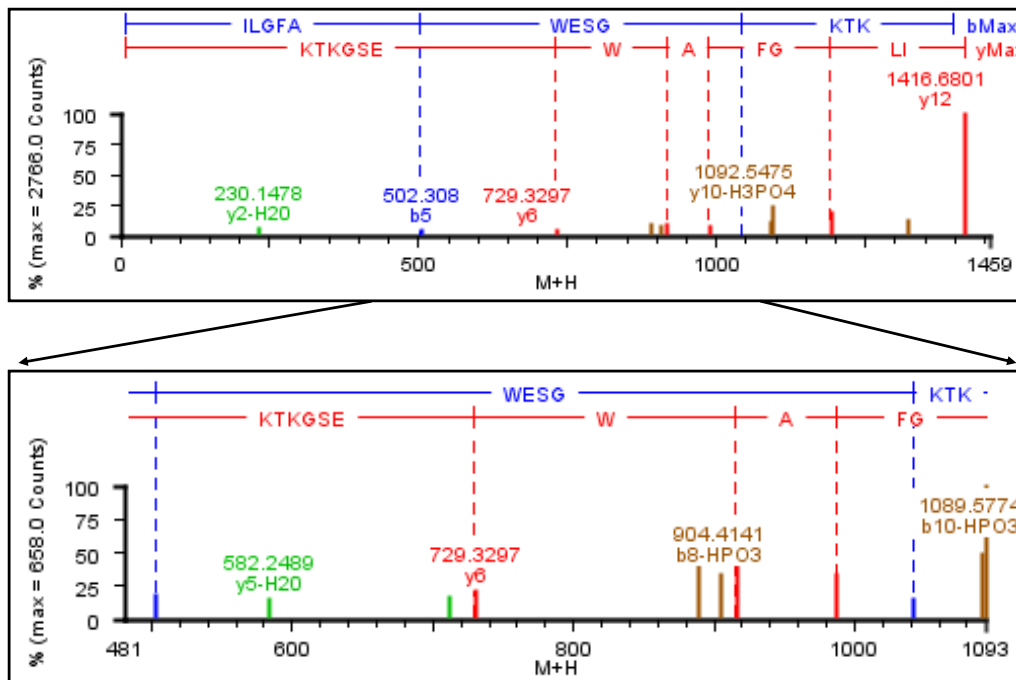 ILGFA WESG KTK bMax
KTKGSE W A FG LI yMax
1416.6801
y12
% (max = 2766.0 Counts)
100
75
50
25
0
230.1478
y2-H20
502.308
b5
729.3297
y6
1092.5475
y10-H3PO4
0 500 1000 1459
M+H
WESG KTK
KTKGSE W A FG
% (max = 658.0 Counts)
100
75
50
25
0
582.2489
y5-H20
729.3297
y6
904.4141
b8-HPO3
1089.5774
b10-HPO3
481 600 800 1000 1093
M+H